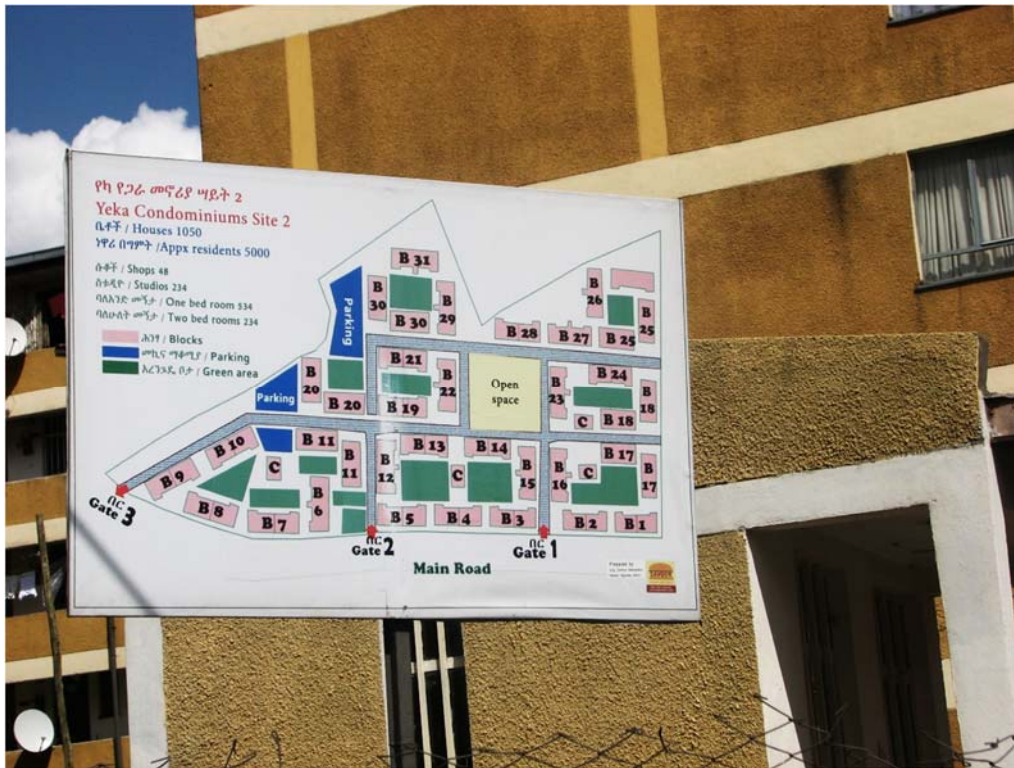 የካ የጋራ መኖሪያ ሣይት 2
Yeka Condominiums Site 2
ቤቶች / Houses 1050
ነዋሪ በግምት /Appx residents 5000
ሱቆች / Shops 48
ስቱዲዮ / Studios 234
ባለአንድ መኝታ / One bed room 534
ባለሁለት መኝታ / Two bed rooms 234
ሕንፃ / Blocks
መኪና ማቆሚያ / Parking
አረንጓዴ ቦታ / Green area
B 31
B 30
B 30
B 29
Parking
B 26
B 25
B 28
B 27
B 25
B 21
B 20
B 22
Open space
B 23
B 24
B 18
Parking
B 20
B 19
C
B 18
B 10
B 11
B 11
B 13
B 14
B 17
B 9
C
B 12
C
B 15
B 16
C
B 17
B 8
B 7
B 6
B 5
B 4
B 3
B 2
B 1
በር
Gate 3
በር
Gate 2
በር
Gate 1
Main Road